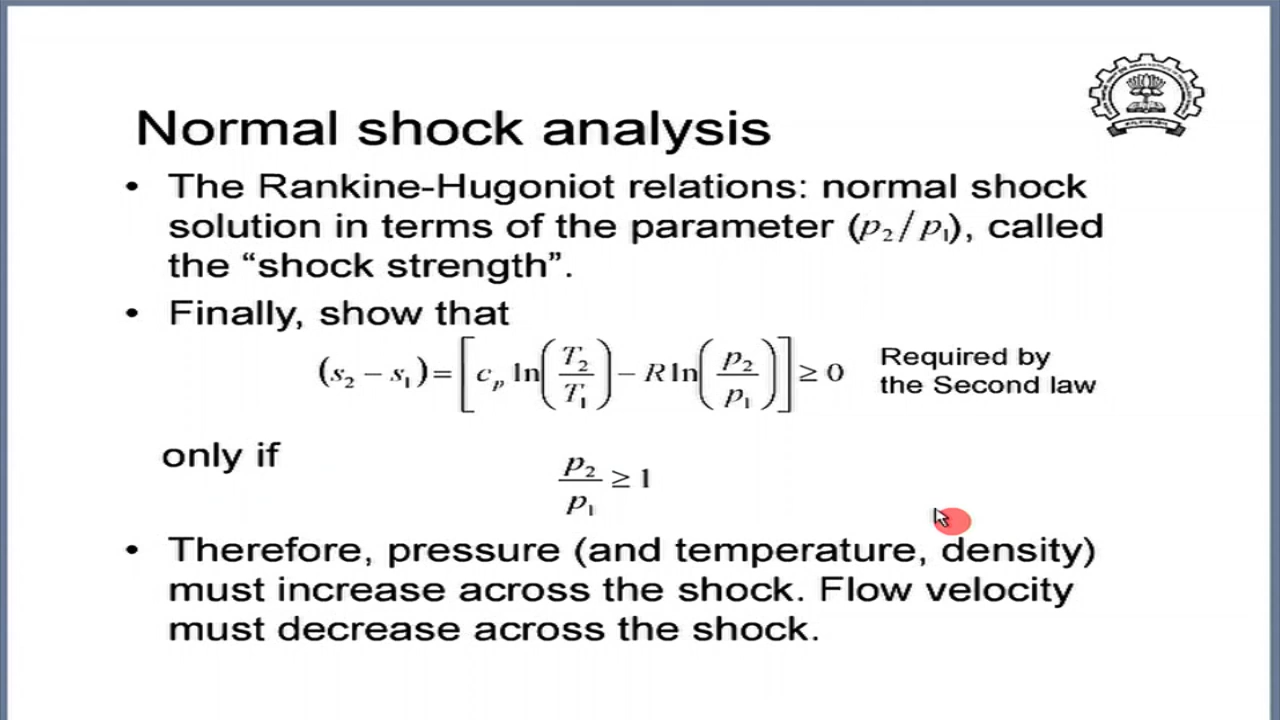 Normal shock analysis
• The Rankine-Hugoniot relations: normal shock
solution in terms of the parameter (p₂/p₁), called
the “shock strength”.
• Finally, show that
(s₂ − s₁) = [c_p ln(T₂/T₁) − R ln(p₂/p₁)] ≥ 0
Required by
the Second law
only if
p₂/p₁ ≥ 1
• Therefore, pressure (and temperature, density)
must increase across the shock. Flow velocity
must decrease across the shock.